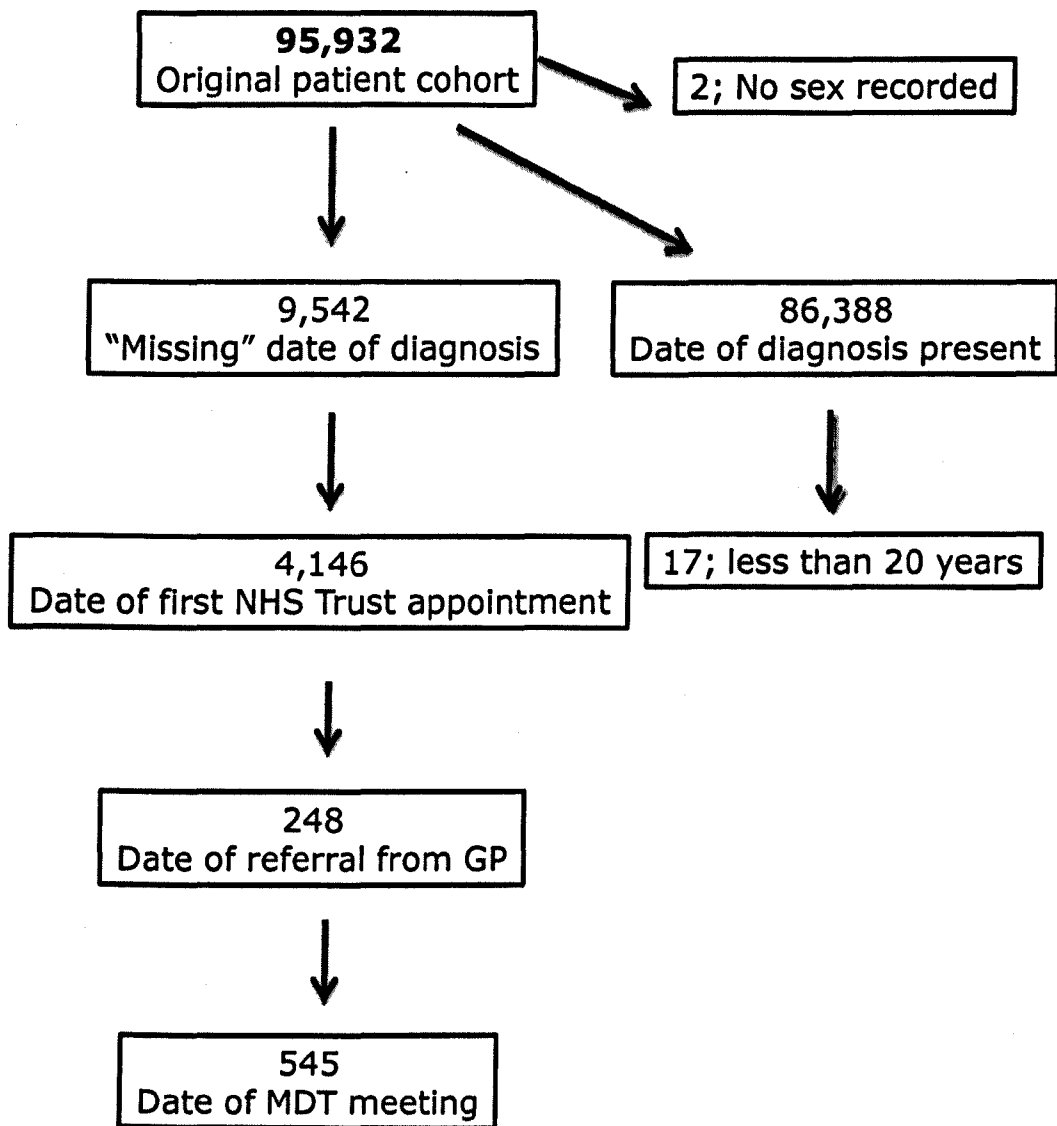 95,932
Original patient cohort
2; No sex recorded
9,542
“Missing” date of diagnosis
86,388
Date of diagnosis present
4,146
Date of first NHS Trust appointment
17; less than 20 years
248
Date of referral from GP
545
Date of MDT meeting